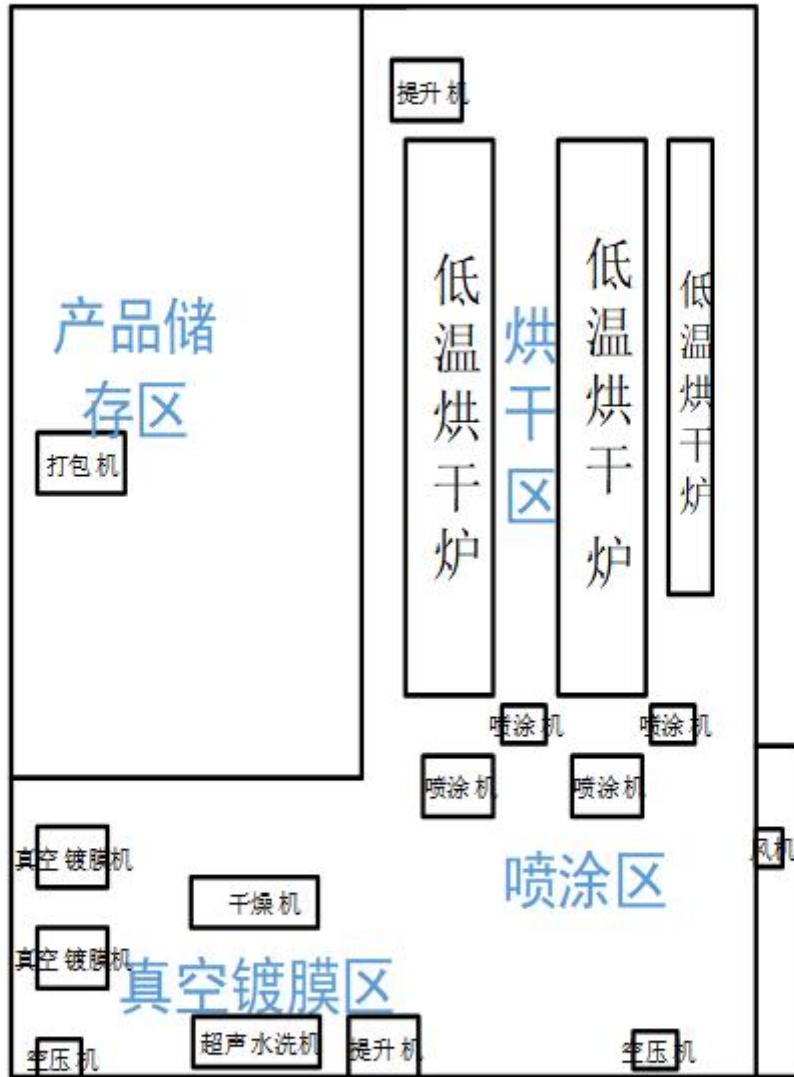 提升机
低温烘干炉
烘干区
低温烘干炉
低温烘干炉
产品储
存区
打包机
喷涂机
喷涂机
喷涂机
喷涂机
喷涂区
风机
真空镀膜机
干燥机
真空镀膜机
真空镀膜区
空压机
超声水洗机
提升机
空压机